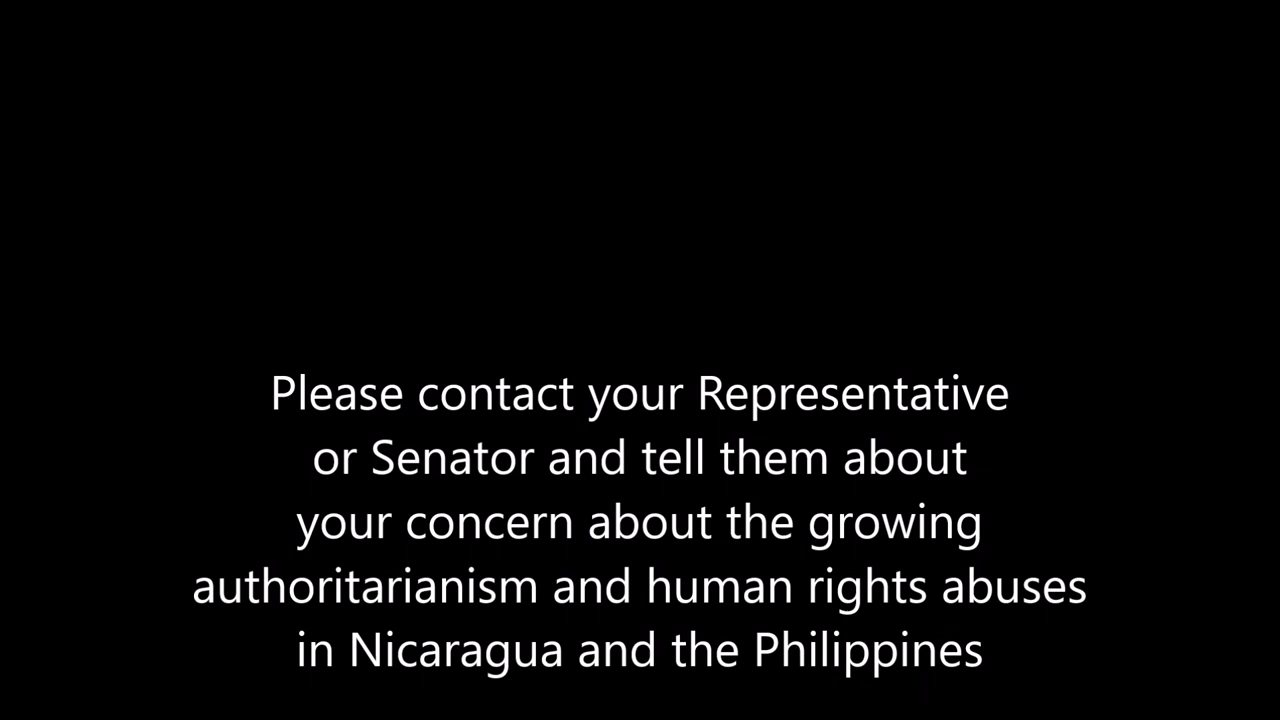 Please contact your Representative
or Senator and tell them about
your concern about the growing
authoritarianism and human rights abuses
in Nicaragua and the Philippines